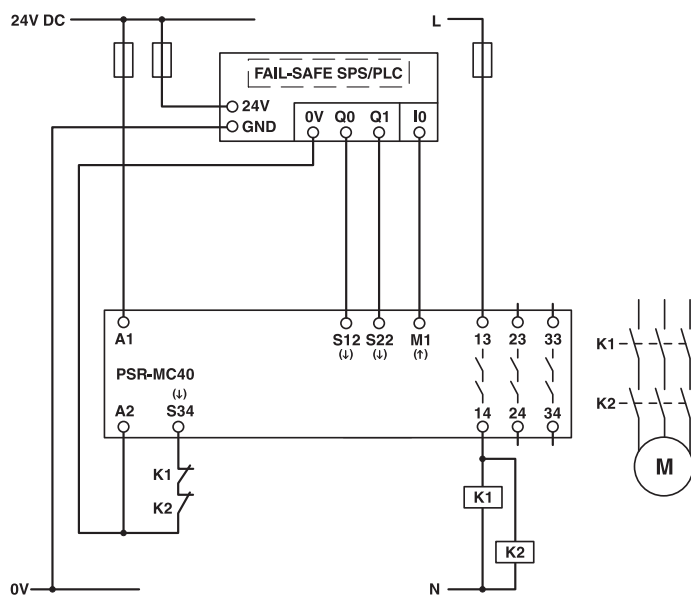 24V DC
L
FAIL-SAFE SPS/PLC
24V
GND
0V Q0 Q1 I0
A1
S12 S22 M1
(↓) (↓) (↑)
13 23 33
PSR-MC40
(↓)
A2 S34
14 24 34
K1
K2
K1
K2
K1
K2
M
0V
N